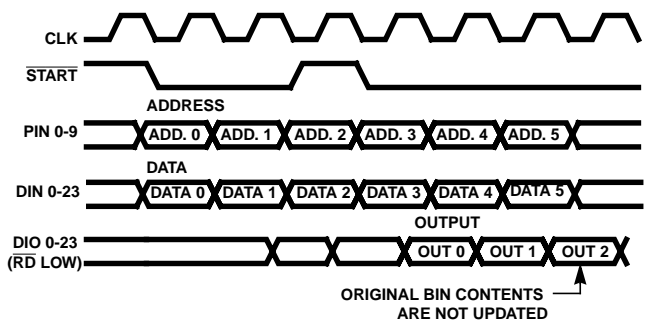 CLK
START
ADDRESS
PIN 0-9
ADD. 0 ADD. 1 ADD. 2 ADD. 3 ADD. 4 ADD. 5
DATA
DIN 0-23
DATA 0 DATA 1 DATA 2 DATA 3 DATA 4 DATA 5
OUTPUT
DIO 0-23
(RD LOW)
OUT 0 OUT 1 OUT 2
ORIGINAL BIN CONTENTS
ARE NOT UPDATED